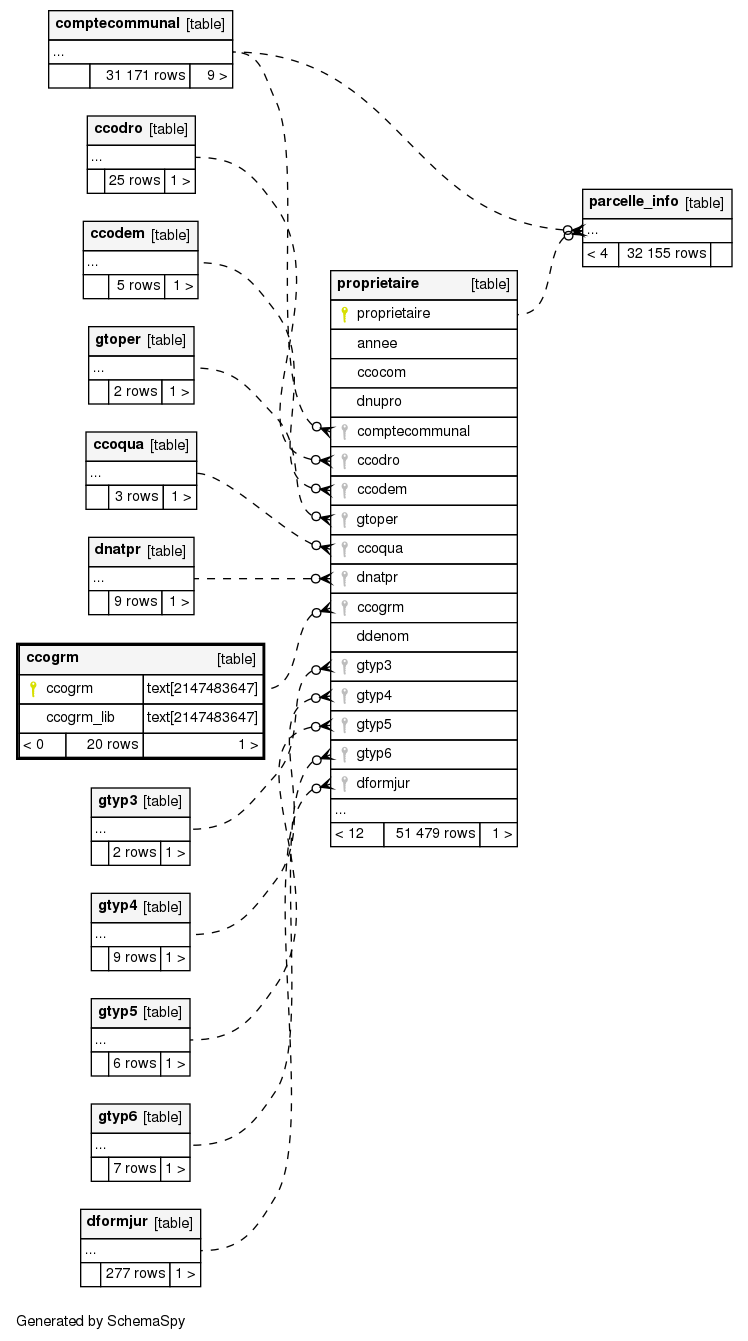 comptecommunal [table]
...
31 171 rows 9 >
ccodro [table]
...
25 rows 1 >
ccodem [table]
...
5 rows 1 >
gtoper [table]
...
2 rows 1 >
ccoqua [table]
...
3 rows 1 >
dnatpr [table]
...
9 rows 1 >
ccogrm [table]
ccogrm text[2147483647]
ccogrm_lib text[2147483647]
< 0 20 rows 1 >
gtyp3 [table]
...
2 rows 1 >
gtyp4 [table]
...
9 rows 1 >
gtyp5 [table]
...
6 rows 1 >
gtyp6 [table]
...
7 rows 1 >
dformjur [table]
...
277 rows 1 >
proprietaire [table]
proprietaire
annee
ccocom
dnupro
comptecommunal
ccodro
ccodem
gtoper
ccoqua
dnatpr
ccogrm
ddenom
gtyp3
gtyp4
gtyp5
gtyp6
dformjur
...
< 12 51 479 rows 1 >
parcelle_info [table]
...
< 4 32 155 rows
Generated by SchemaSpy